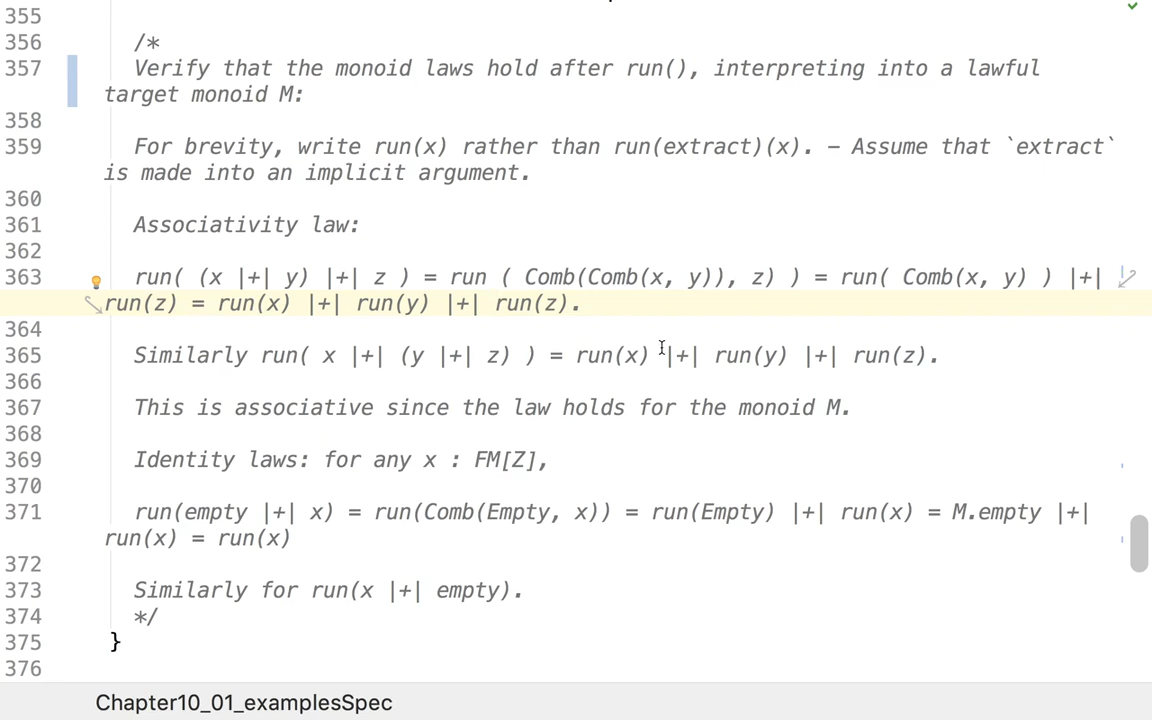 355
356 /*
357 Verify that the monoid laws hold after run(), interpreting into a lawful
target monoid M:
358
359 For brevity, write run(x) rather than run(extract)(x). – Assume that `extract`
is made into an implicit argument.
360
361 Associativity law:
362
363 run( (x |+| y) |+| z ) = run ( Comb(Comb(x, y)), z) ) = run( Comb(x, y) ) |+|
run(z) = run(x) |+| run(y) |+| run(z).
364
365 Similarly run( x |+| (y |+| z) ) = run(x) |+| run(y) |+| run(z).
366
367 This is associative since the law holds for the monoid M.
368
369 Identity laws: for any x : FM[Z],
370
371 run(empty |+| x) = run(Comb(Empty, x)) = run(Empty) |+| run(x) = M.empty |+|
run(x) = run(x)
372
373 Similarly for run(x |+| empty).
374 */
375 }
376
Chapter10_01_examplesSpec